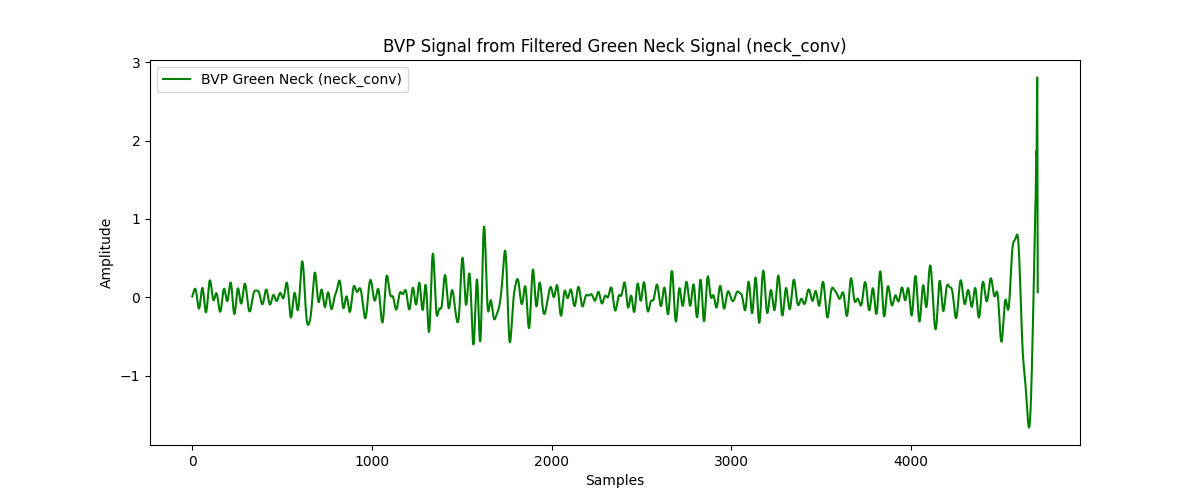 BVP Signal from Filtered Green Neck Signal (neck_conv)
BVP Green Neck (neck_conv)
3
2
1
0
−1
Amplitude
0 1000 2000 3000 4000
Samples